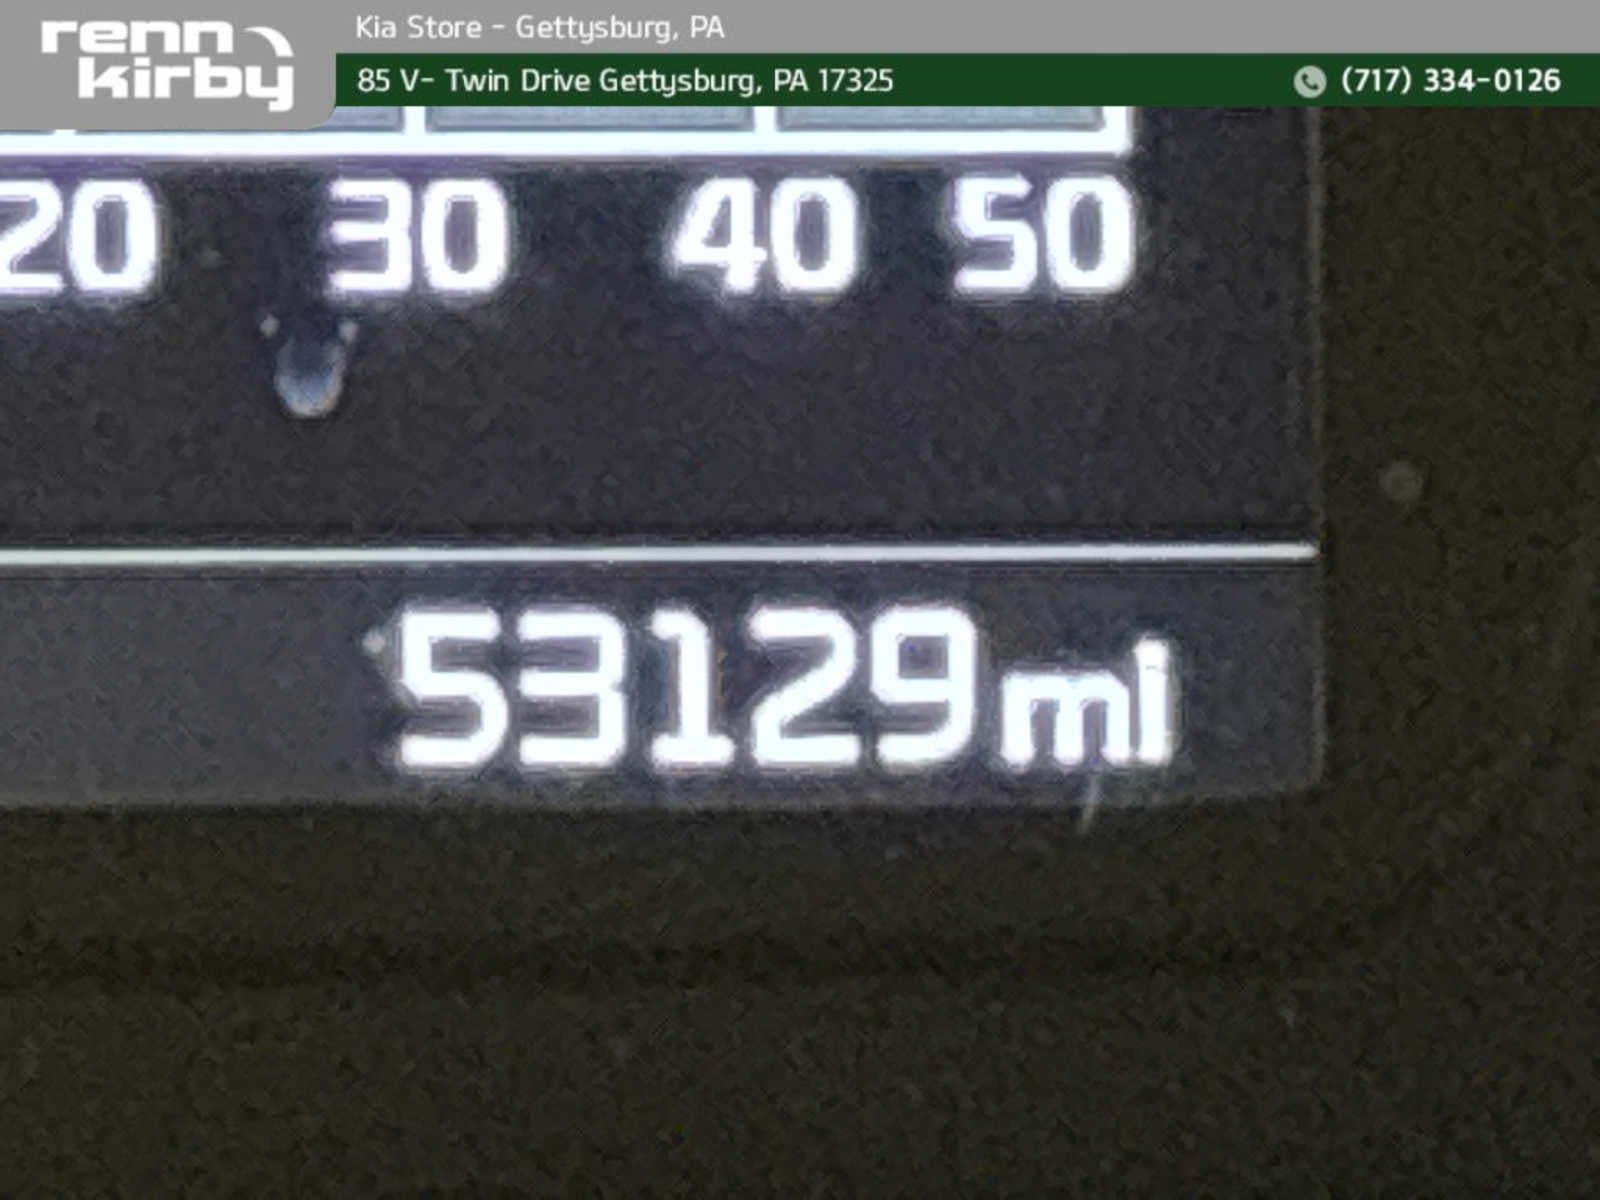 renn
kirby
Kia Store - Gettysburg, PA
85 V- Twin Drive Gettysburg, PA 17325
(717) 334-0126
20 30 40 50
53129mi